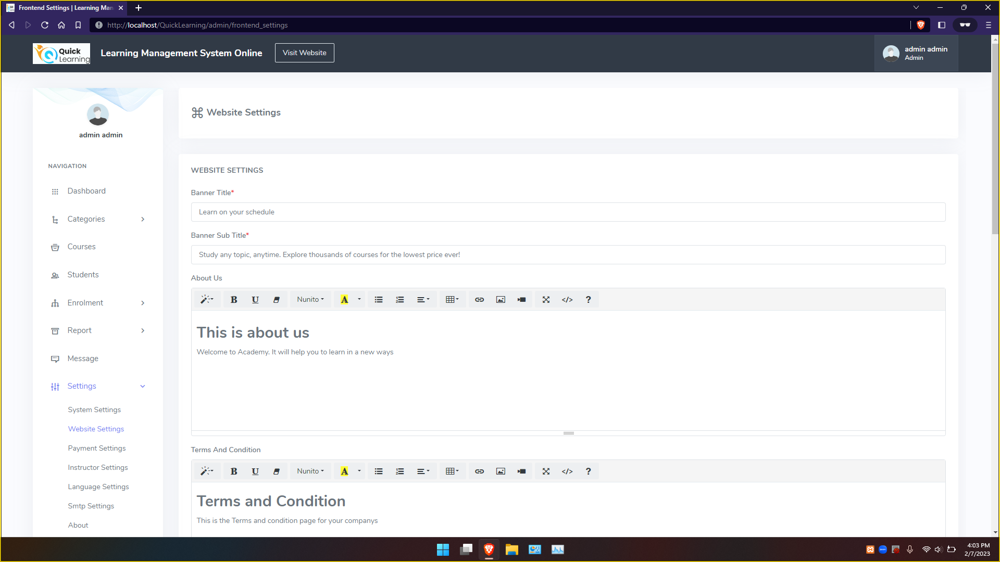 Frontend Settings | Learning Man
http://localhost/QuickLearning/admin/frontend_settings
Quick
Learning
Learning Management System Online
Visit Website
admin admin
Admin
admin admin
NAVIGATION
Dashboard
Categories
Courses
Students
Enrolment
Report
Message
Settings
System Settings
Website Settings
Payment Settings
Instructor Settings
Language Settings
Smtp Settings
About
Website Settings
WEBSITE SETTINGS
Banner Title*
Learn on your schedule
Banner Sub Title*
Study any topic, anytime. Explore thousands of courses for the lowest price ever!
About Us
B U Nunito A </> ?
This is about us
Welcome to Academy. It will help you to learn in a new ways
Terms And Condition
B U Nunito A </> ?
Terms and Condition
This is the Terms and condition page for your companys
4:03 PM
2/7/2023